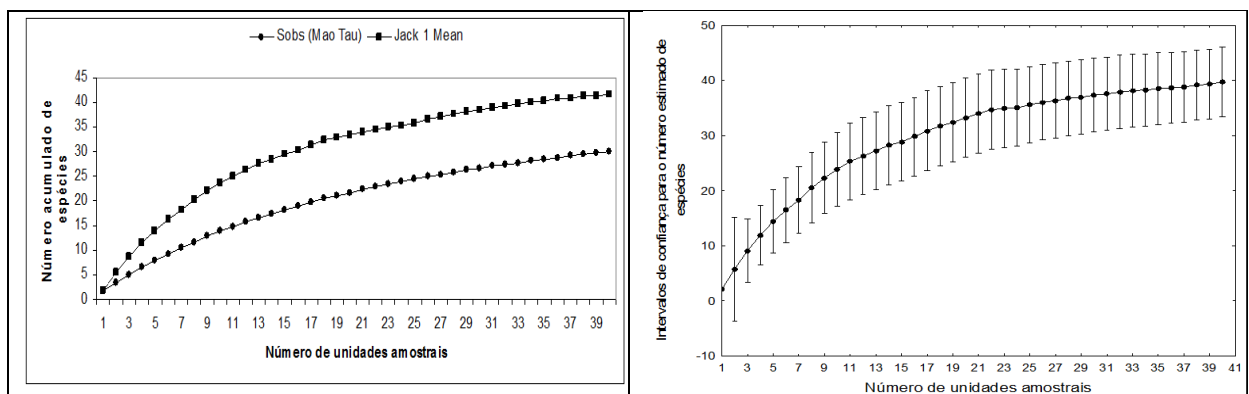 Sobs (Mao Tau) Jack 1 Mean
Número acumulado de
espécies
45
40
35
30
25
20
15
10
5
0
1 3 5 7 9 11 13 15 17 19 21 23 25 27 29 31 33 35 37 39
Número de unidades amostrais
Intervalos de confiança para o número estimado de
espécies
50
40
30
20
10
0
-10
1 3 5 7 9 11 13 15 17 19 21 23 25 27 29 31 33 35 37 39 41
Número de unidades amostrais